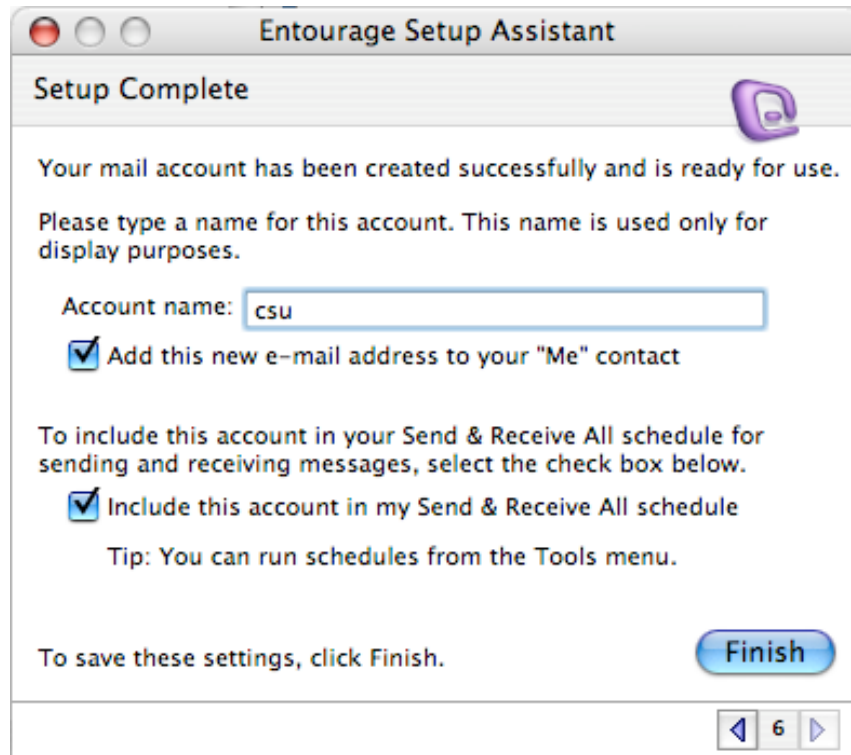 Entourage Setup Assistant
Setup Complete
Your mail account has been created successfully and is ready for use.
Please type a name for this account. This name is used only for
display purposes.
Account name: csu
Add this new e-mail address to your "Me" contact
To include this account in your Send & Receive All schedule for
sending and receiving messages, select the check box below.
Include this account in my Send & Receive All schedule
Tip: You can run schedules from the Tools menu.
To save these settings, click Finish.
Finish
6